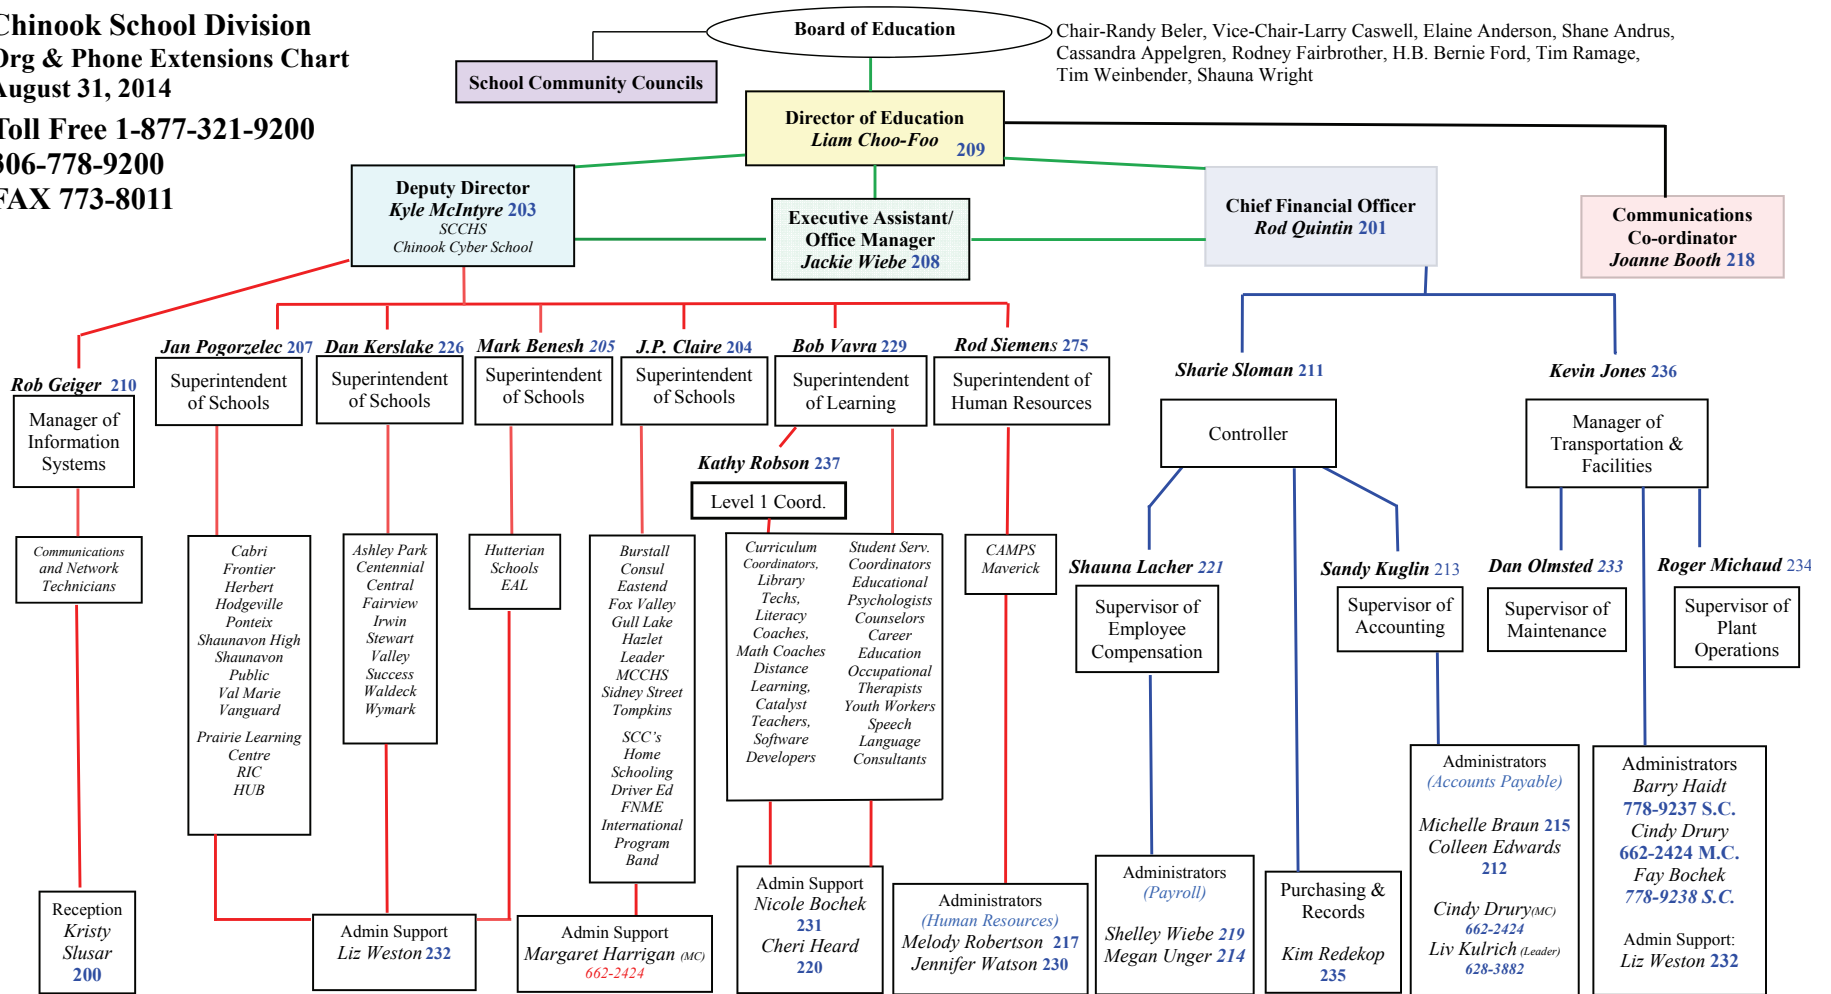 Chinook School Division
Org & Phone Extensions Chart
August 31, 2014
Toll Free 1-877-321-9200
306-778-9200
FAX 773-8011
Board of Education
Chair-Randy Beler, Vice-Chair-Larry Caswell, Elaine Anderson, Shane Andrus,
Cassandra Appelgren, Rodney Fairbrother, H.B. Bernie Ford, Tim Ramage,
Tim Weinbender, Shauna Wright
School Community Councils
Director of Education
Liam Choo-Foo 209
Deputy Director
Kyle McIntyre 203
SCCHS
Chinook Cyber School
Executive Assistant/
Office Manager
Jackie Wiebe 208
Chief Financial Officer
Rod Quintin 201
Communications
Co-ordinator
Joanne Booth 218
Rob Geiger 210
Manager of
Information
Systems
Communications
and Network
Technicians
Reception
Kristy
Slusar
200
Jan Pogorzelec 207
Superintendent
of Schools
Cabri
Frontier
Herbert
Hodgeville
Ponteix
Shaunavon High
Shaunavon
Public
Val Marie
Vanguard
Prairie Learning
Centre
RIC
HUB
Dan Kerslake 226
Superintendent
of Schools
Ashley Park
Centennial
Central
Fairview
Irwin
Stewart
Valley
Success
Waldeck
Wymark
Mark Benesh 205
Superintendent
of Schools
Hutterian
Schools
EAL
Admin Support
Liz Weston 232
J.P. Claire 204
Superintendent
of Schools
Burstall
Consul
Eastend
Fox Valley
Gull Lake
Hazlet
Leader
MCCHS
Sidney Street
Tompkins
SCC's
Home
Schooling
Driver Ed
FNME
International
Program
Band
Admin Support
Margaret Harrigan (MC)
662-2424
Bob Vavra 229
Superintendent
of Learning
Kathy Robson 237
Level 1 Coord.
Curriculum
Coordinators,
Library
Techs,
Literacy
Coaches,
Math Coaches
Distance
Learning,
Catalyst
Teachers,
Software
Developers
Student Serv.
Coordinators
Educational
Psychologists
Counselors
Career
Education
Occupational
Therapists
Youth Workers
Speech
Language
Consultants
Admin Support
Nicole Bochek
231
Cheri Heard
220
Rod Siemens 275
Superintendent of
Human Resources
CAMPS
Maverick
Administrators
(Human Resources)
Melody Robertson 217
Jennifer Watson 230
Sharie Sloman 211
Controller
Shauna Lacher 221
Supervisor of
Employee
Compensation
Administrators
(Payroll)
Shelley Wiebe 219
Megan Unger 214
Purchasing &
Records
Kim Redekop
235
Sandy Kuglin 213
Supervisor of
Accounting
Administrators
(Accounts Payable)
Michelle Braun 215
Colleen Edwards
212
Cindy Drury(MC)
662-2424
Liv Kulrich (Leader)
628-3882
Kevin Jones 236
Manager of
Transportation &
Facilities
Dan Olmsted 233
Supervisor of
Maintenance
Roger Michaud 234
Supervisor of
Plant
Operations
Administrators
Barry Haidt
778-9237 S.C.
Cindy Drury
662-2424 M.C.
Fay Bochek
778-9238 S.C.
Admin Support:
Liz Weston 232